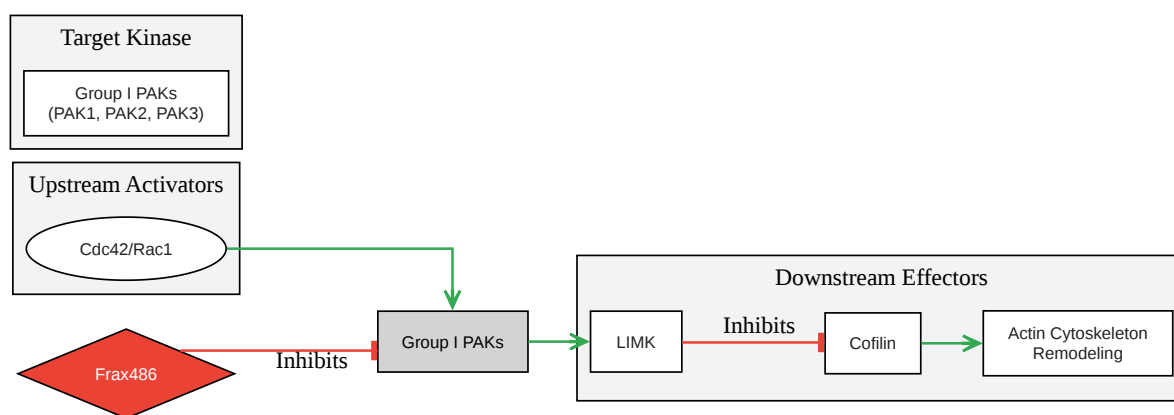 Target Kinase
Group I PAKs
(PAK1, PAK2, PAK3)
Upstream Activators
Cdc42/Rac1
Frax486
Inhibits
Group I PAKs
Downstream Effectors
LIMK
Inhibits
Cofilin
Actin Cytoskeleton
Remodeling